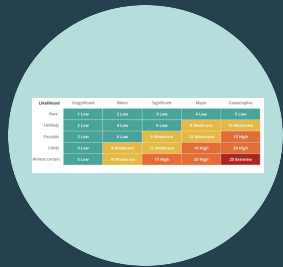 Likelihood Insignificant Minor Significant Major Catastrophic
Rare 1 Low 2 Low 3 Low 4 Low 5 Low
Unlikely 2 Low 4 Low 6 Low 8 Moderate 10 Moderate
Possible 3 Low 6 Low 9 Moderate 12 Moderate 15 High
Likely 4 Low 8 Moderate 12 Moderate 16 High 20 High
Almost certain 5 Low 10 Moderate 15 High 20 High 25 Extreme